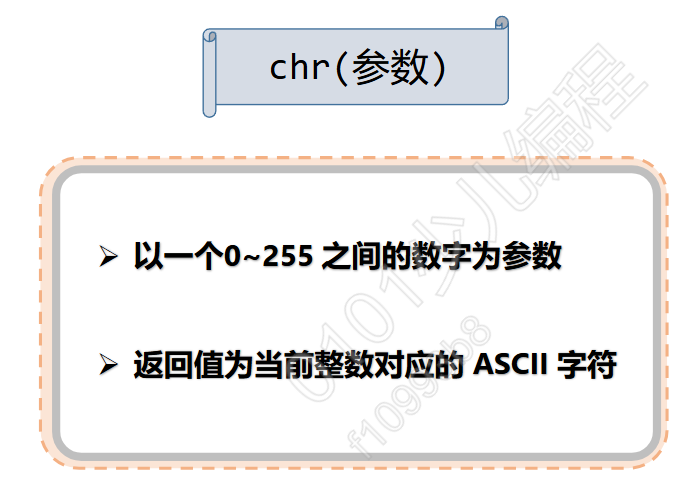 chr(参数)
以一个0~255 之间的数字为参数
返回值为当前整数对应的 ASCII 字符
0101少儿编程